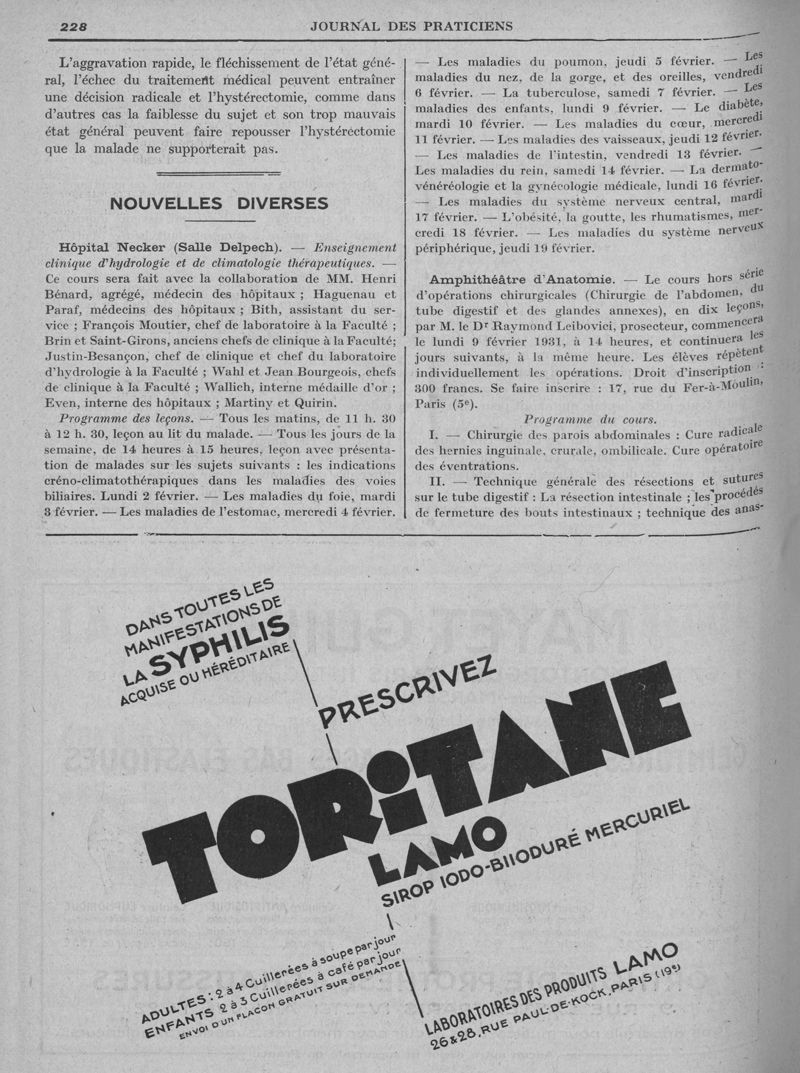 228
JOURNAL DES PRATICIENS
L'aggravation rapide, le fléchissement de l'état géné-
ral, l'échec du traitement médical peuvent entraîner
une décision radicale et l'hystérectomie, comme dans
d'autres cas la faiblesse du sujet et son trop mauvais
état général peuvent faire repousser l'hystérectomie
que la malade ne supporterait pas.
NOUVELLES DIVERSES
Hôpital Necker (Salle Delpech). — Enseignement
clinique d'hydrologie et de climatologie thérapeutiques. —
Ce cours sera fait avec la collaboration de MM. Henri
Bénard, agrégé, médecin des hôpitaux ; Haguenau et
Paraf, médecins des hôpitaux ; Bith, assistant du ser-
vice ; François Moutier, chef de laboratoire à la Faculté ;
Brin et Saint-Girons, anciens chefs de clinique à la Faculté;
Justin-Besançon, chef de clinique et chef du laboratoire
d'hydrologie à la Faculté ; Wahl et Jean Bourgeois, chefs
de clinique à la Faculté ; Wallich, interne médaille d'or ;
Even, interne des hôpitaux ; Martiny et Quirin.
Programme des leçons. — Tous les matins, de 11 h. 30
à 12 h. 30, leçon au lit du malade. — Tous les jours de la
semaine, de 14 heures à 15 heures, leçon avec présenta-
tion de malades sur les sujets suivants : les indications
créno-climatothérapiques dans les maladies des voies
biliaires. Lundi 2 février. — Les maladies du foie, mardi
3 février. — Les maladies de l'estomac, mercredi 4 février.
— Les maladies du poumon, jeudi 5 février. — Les
maladies du nez, de la gorge, et des oreilles, vendredi
6 février. — La tuberculose, samedi 7 février. — Les
maladies des enfants, lundi 9 février. — Le diabète,
mardi 10 février. — Les maladies du cœur, mercredi
11 février. — Les maladies des vaisseaux, jeudi 12 février.
— Les maladies de l'intestin, vendredi 13 février. —
Les maladies du rein, samedi 14 février. — La dermato-
vénéréologie et la gynécologie médicale, lundi 16 février.
— Les maladies du système nerveux central, mardi
17 février. — L'obésité, la goutte, les rhumatismes, mer-
credi 18 février. — Les maladies du système nerveux
périphérique, jeudi 19 février.
Amphithéâtre d'Anatomie. — Le cours hors série
d'opérations chirurgicales (Chirurgie de l'abdomen, du
tube digestif et des glandes annexes), en dix leçons,
par M. le Dr Raymond Leibovici, prosecteur, commencera
le lundi 9 février 1931, à 14 heures, et continuera les
jours suivants, à la même heure. Les élèves répètent
individuellement les opérations. Droit d'inscription :
300 francs. Se faire inscrire : 17, rue du Fer-à-Moulin,
Paris (5e).
Programme du cours.
I. — Chirurgie des parois abdominales : Cure radicale
des hernies inguinale, crurale, ombilicale. Cure opératoire
des éventrations.
II. — Technique générale des résections et sutures
sur le tube digestif : La résection intestinale ; les procédés
de fermeture des bouts intestinaux ; technique des anas-
DANS TOUTES LES
MANIFESTATIONS DE
LA SYPHILIS
ACQUISE OU HÉRÉDITAIRE
PRESCRIVEZ
TORiTANE
LAMO
SIROP IODO-BIIODURÉ MERCURIEL
ADULTES : 2 à 4 Cuillerées à soupe par jour
ENFANTS 2 à 3 Cuillerées à café par jour
ENVOI D'UN FLACON GRATUIT SUR DEMANDE
LABORATOIRES DES PRODUITS LAMO
26 & 28, RUE PAUL-DE-KOCK, PARIS (19e)